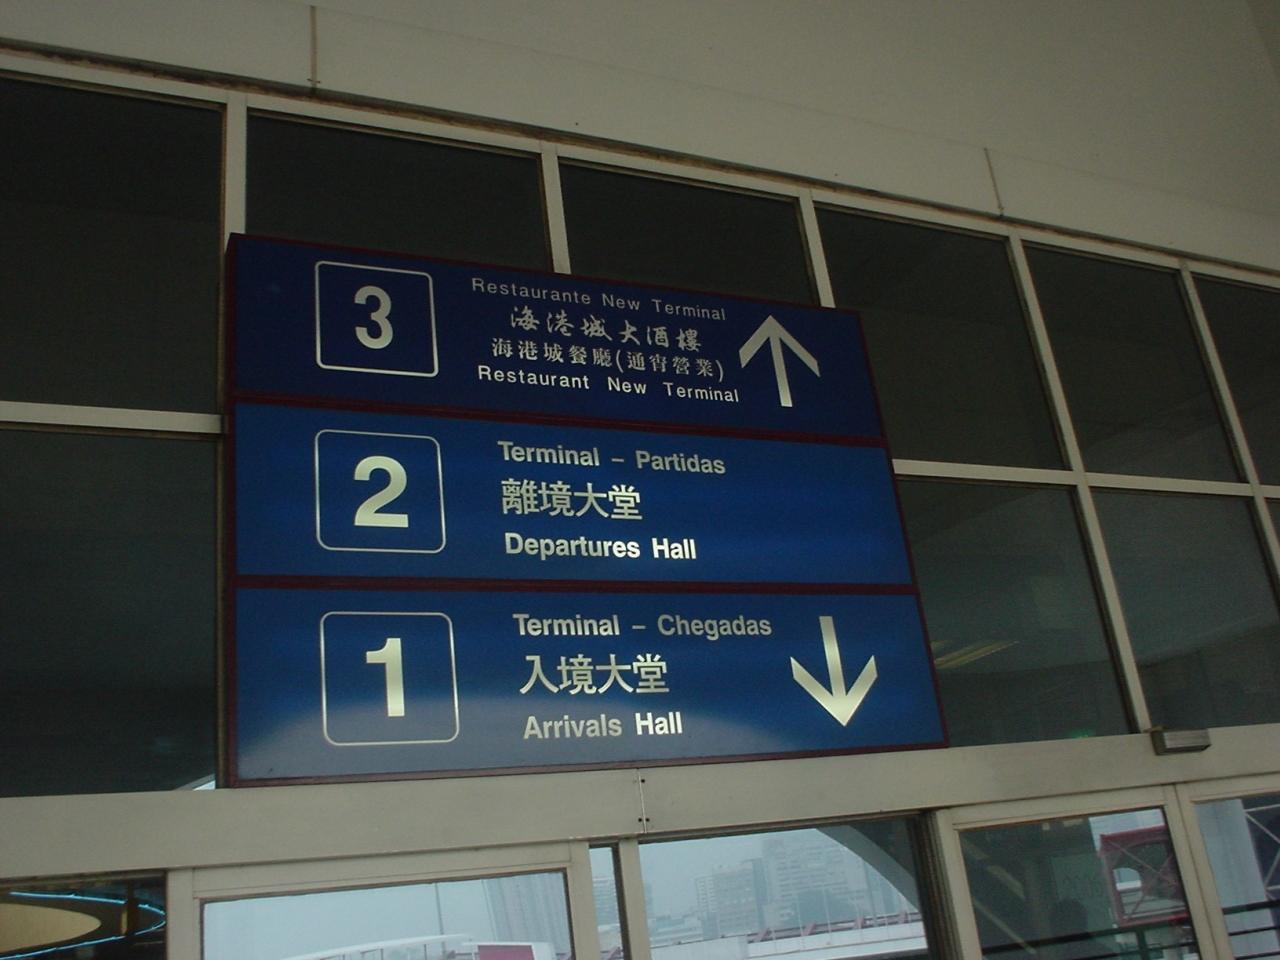 3
Restaurante New Terminal
海港城大酒樓
海港城餐廳(通宵營業)
Restaurant New Terminal
2
Terminal – Partidas
離境大堂
Departures Hall
1
Terminal – Chegadas
入境大堂
Arrivals Hall